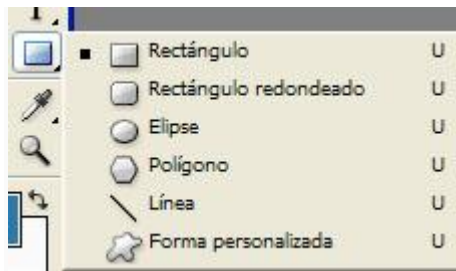 T
Rectángulo U
Rectángulo redondeado U
Elipse U
Polígono U
Línea U
Forma personalizada U